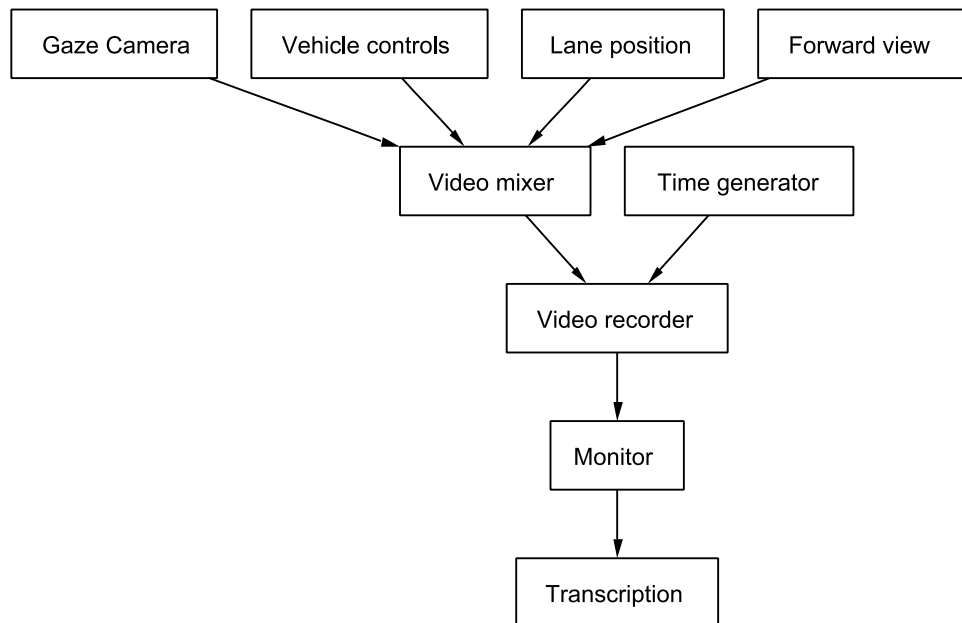 Gaze Camera
Vehicle controls
Lane position
Forward view
Video mixer
Time generator
Video recorder
Monitor
Transcription